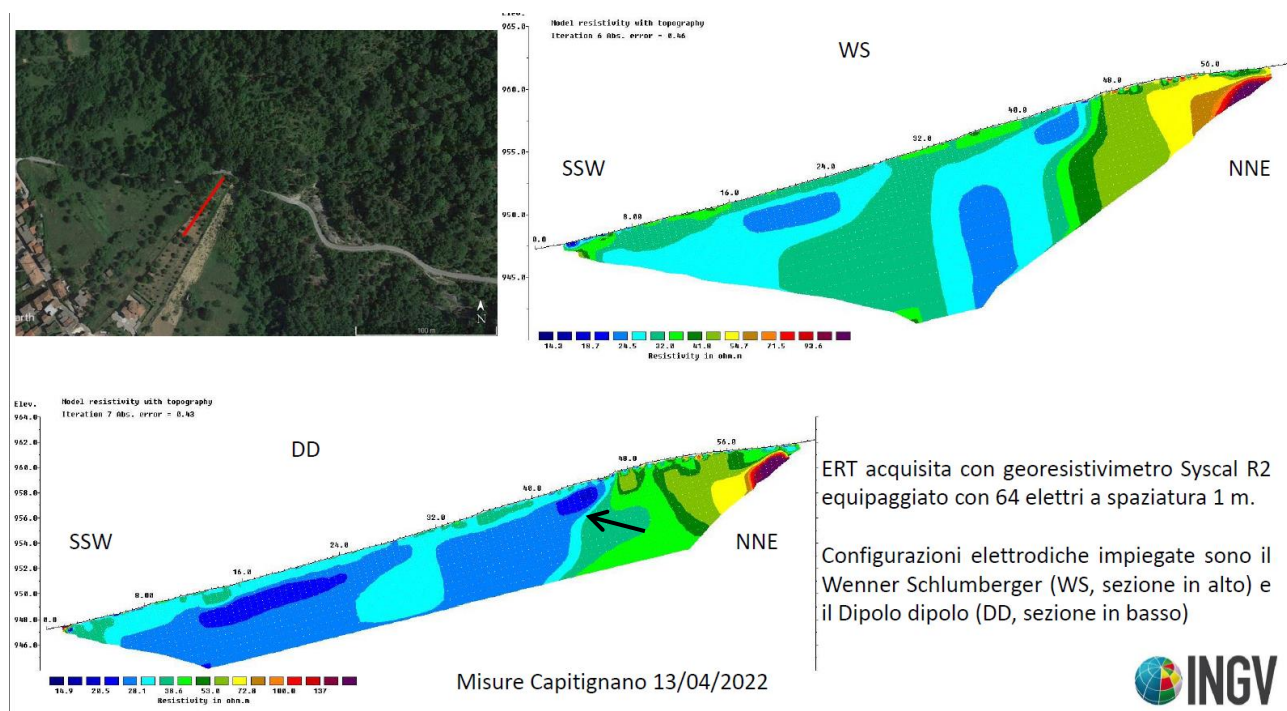 Elev.
Model resistivity with topography
965.0
Iteration 6 Abs. error = 0.46
WS
56.0
48.0
960.0
40.0
32.0
955.0
SSW
24.0
NNE
16.0
950.0
8.00
0.0
945.0
arth
100 m
N
14.3 18.7 24.5 32.0 41.8 54.7 71.5 93.6
Resistivity in ohm.m
Elev.
Model resistivity with topography
964.0
Iteration 7 Abs. error = 0.43
962.0
DD
56.0
960.0
48.0
958.0
40.0
956.0
32.0
954.0
SSW
24.0
NNE
952.0
16.0
950.0
8.00
948.0
0.0
946.0
14.9 20.5 28.1 38.6 53.0 72.8 100.0 137
Resistivity in ohm.m
ERT acquisita con georesistivimetro Syscal R2
equipaggiato con 64 elettri a spaziatura 1 m.
Configurazioni elettrodiche impiegate sono il
Wenner Schlumberger (WS, sezione in alto) e
il Dipolo dipolo (DD, sezione in basso)
Misure Capitignano 13/04/2022
INGV